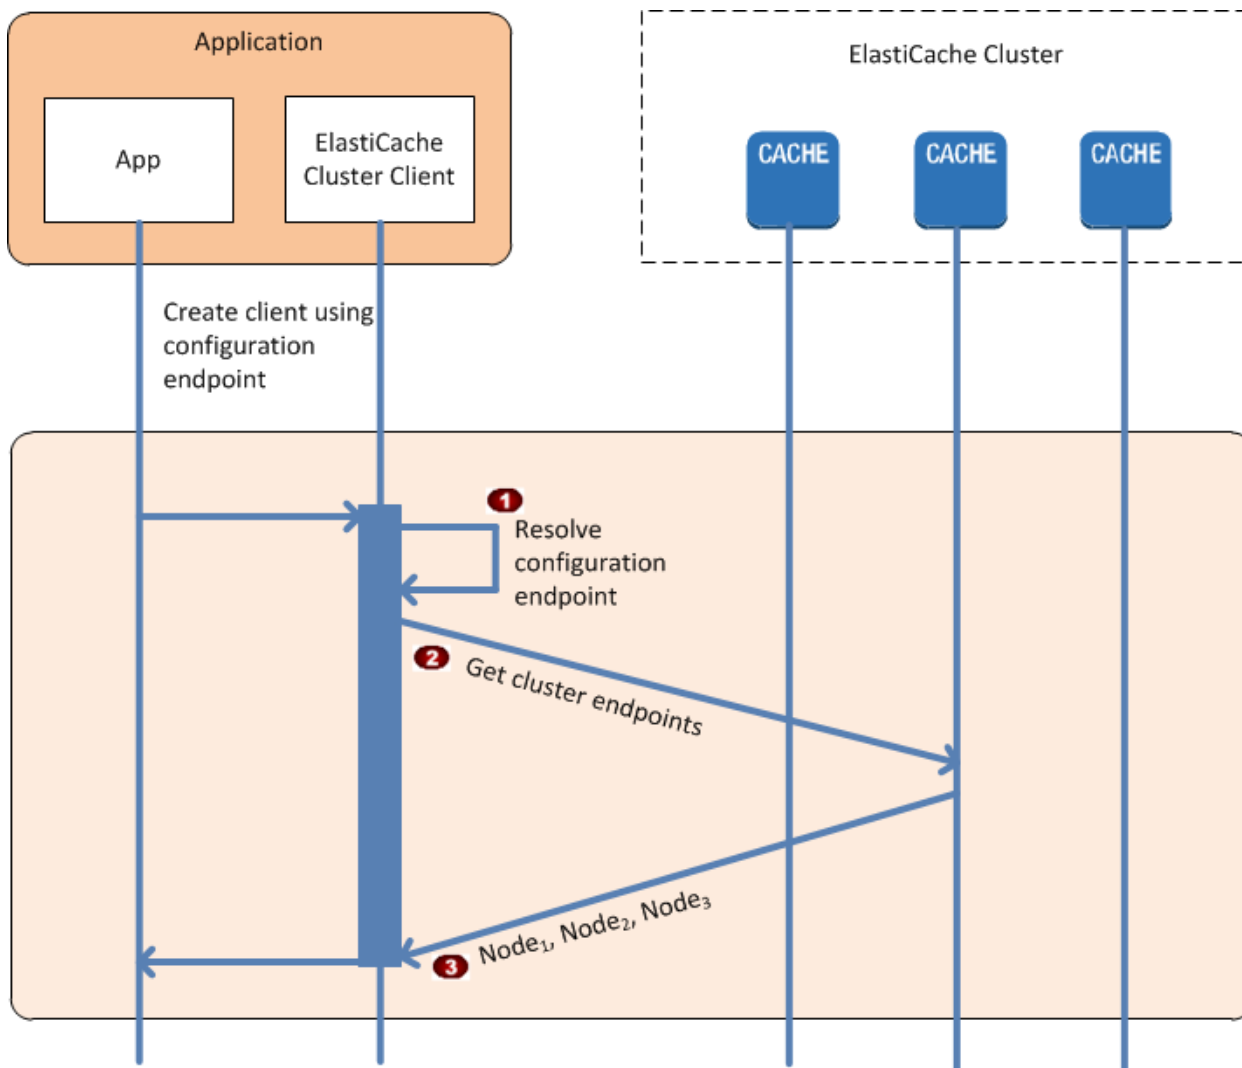 Application
ElastiCache Cluster
App
ElastiCache
Cluster Client
CACHE
CACHE
CACHE
Create client using
configuration
endpoint
1
Resolve
configuration
endpoint
2
Get cluster endpoints
Node₁, Node₂, Node₃
3